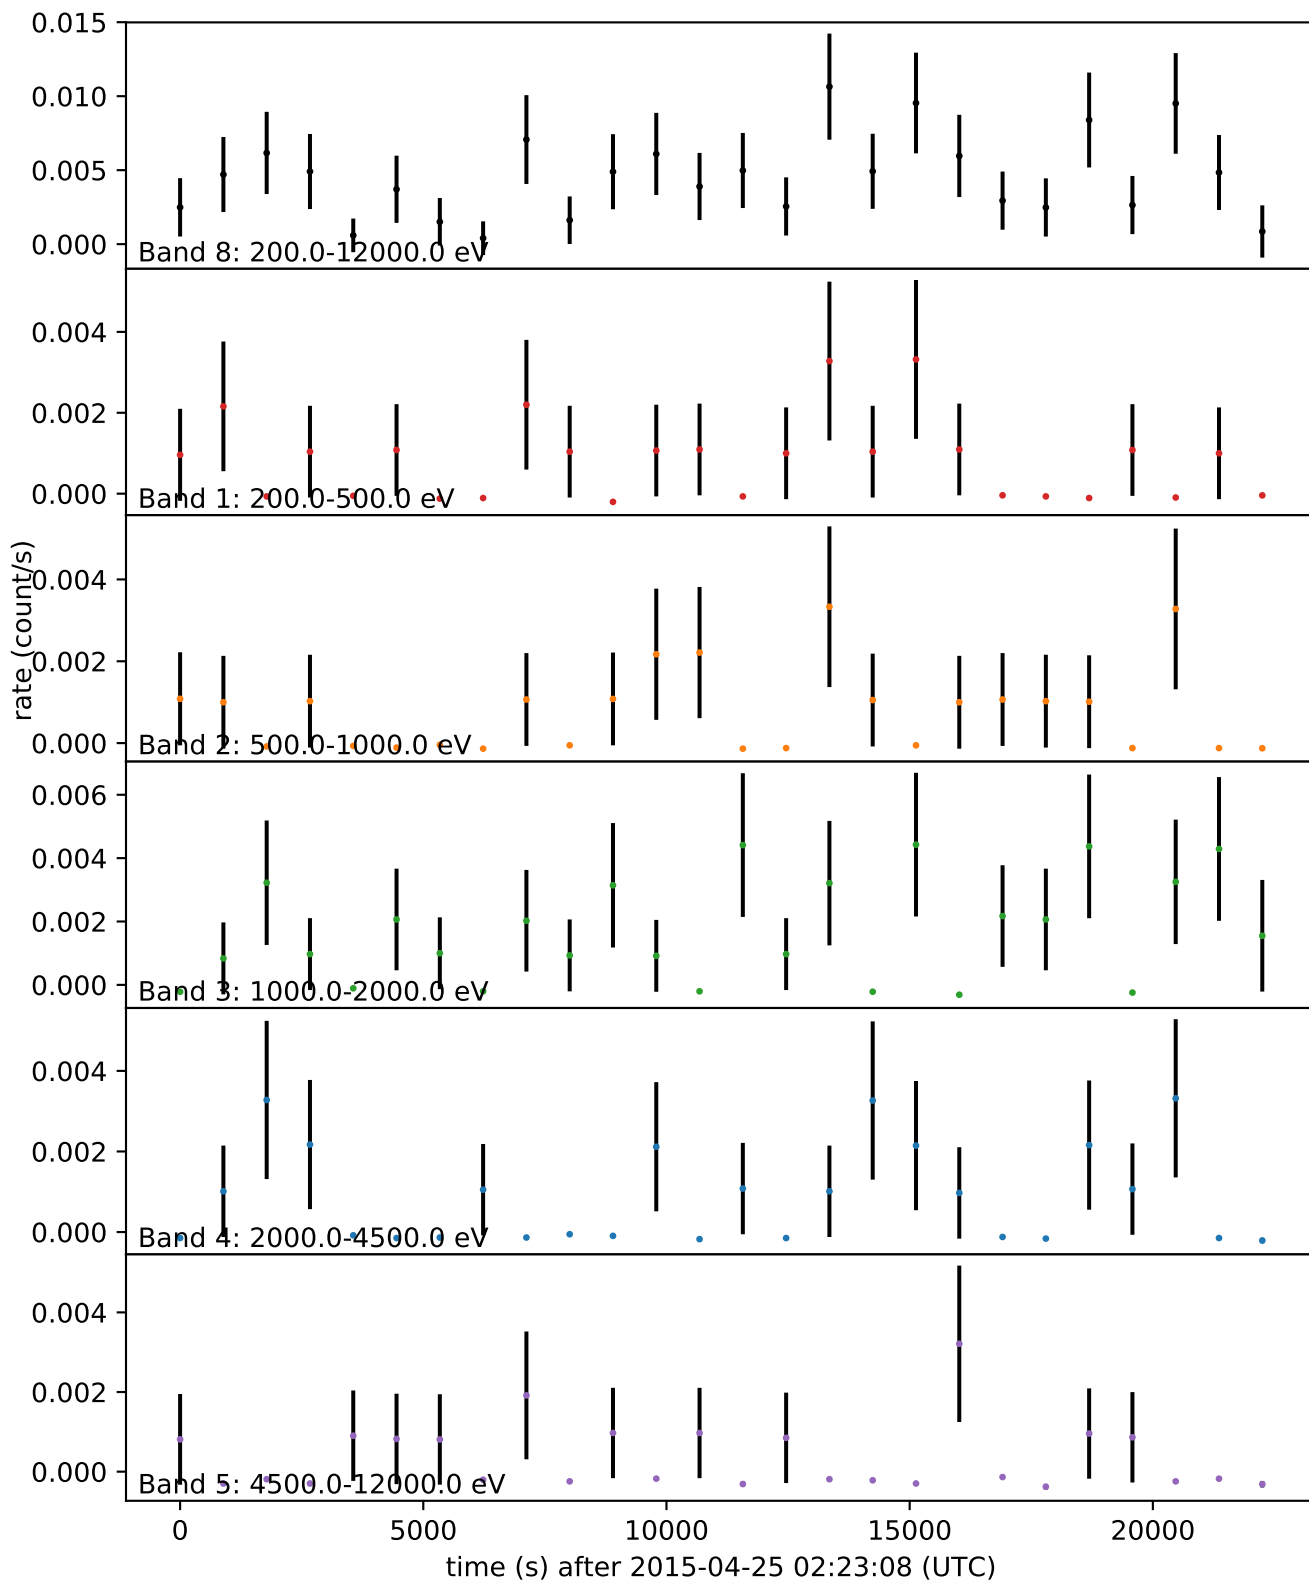 0.015
0.010
0.005
0.000
Band 8: 200.0-12000.0 eV
0.004
0.002
0.000
Band 1: 200.0-500.0 eV
rate (count/s)
0.004
0.002
0.000
Band 2: 500.0-1000.0 eV
0.006
0.004
0.002
0.000
Band 3: 1000.0-2000.0 eV
0.004
0.002
0.000
Band 4: 2000.0-4500.0 eV
0.004
0.002
0.000
Band 5: 4500.0-12000.0 eV
0 5000 10000 15000 20000
time (s) after 2015-04-25 02:23:08 (UTC)